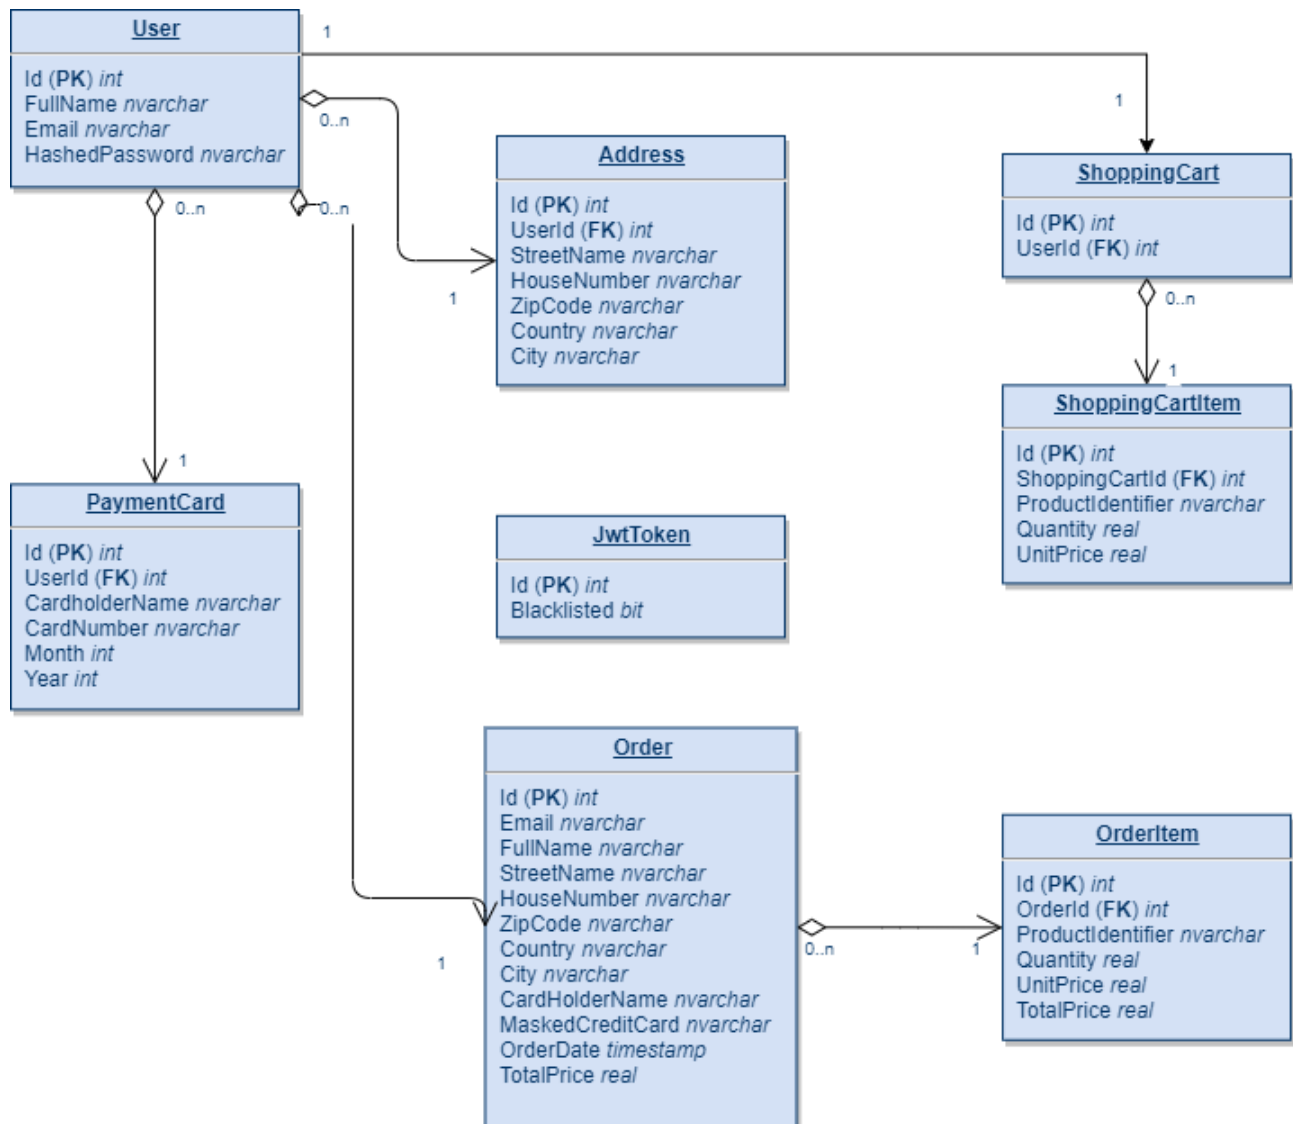 User
Id (PK) int
FullName nvarchar
Email nvarchar
HashedPassword nvarchar
1
0..n
0..n
0..n
1
1
1
Address
Id (PK) int
UserId (FK) int
StreetName nvarchar
HouseNumber nvarchar
ZipCode nvarchar
Country nvarchar
City nvarchar
ShoppingCart
Id (PK) int
UserId (FK) int
0..n
1
ShoppingCartItem
Id (PK) int
ShoppingCartId (FK) int
ProductIdentifier nvarchar
Quantity real
UnitPrice real
PaymentCard
Id (PK) int
UserId (FK) int
CardholderName nvarchar
CardNumber nvarchar
Month int
Year int
JwtToken
Id (PK) int
Blacklisted bit
Order
Id (PK) int
Email nvarchar
FullName nvarchar
StreetName nvarchar
HouseNumber nvarchar
ZipCode nvarchar
Country nvarchar
City nvarchar
CardHolderName nvarchar
MaskedCreditCard nvarchar
OrderDate timestamp
TotalPrice real
1
0..n
1
OrderItem
Id (PK) int
OrderId (FK) int
ProductIdentifier nvarchar
Quantity real
UnitPrice real
TotalPrice real